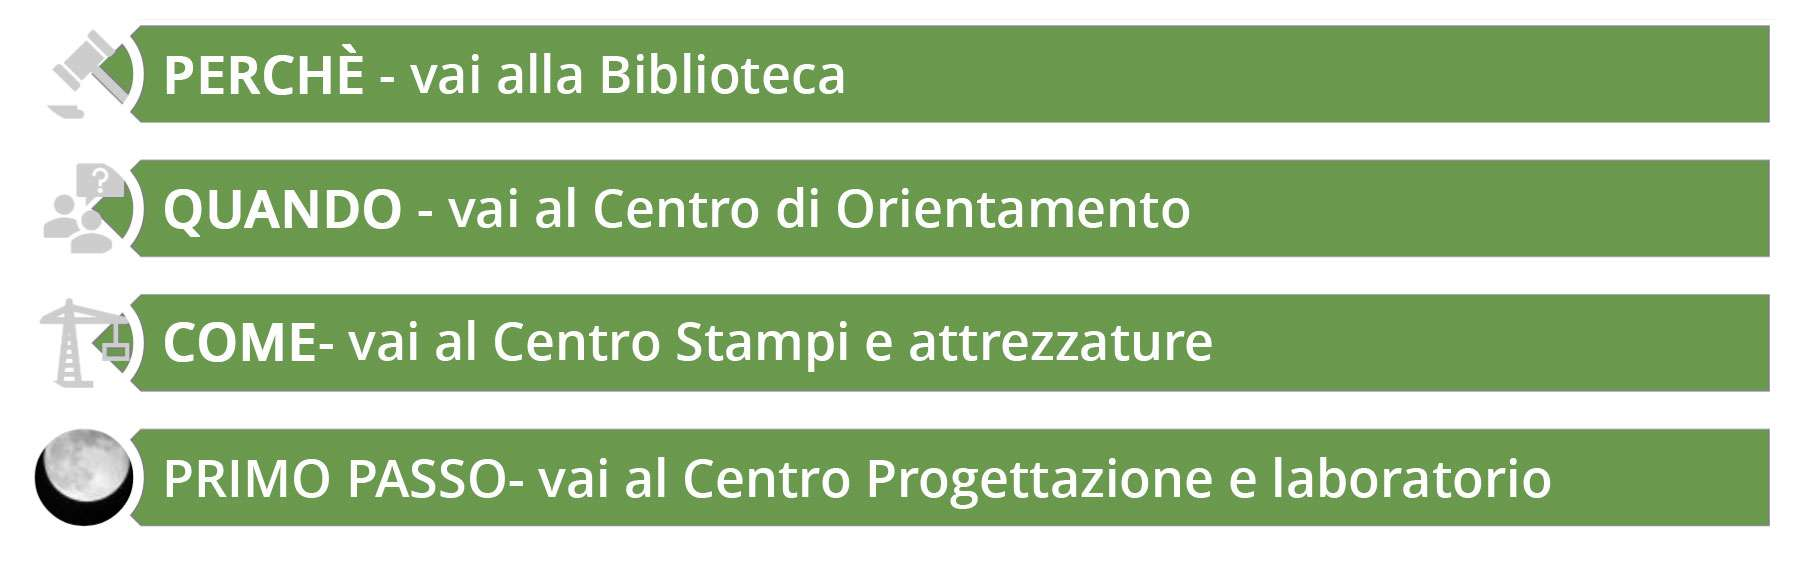 PERCHÈ - vai alla Biblioteca
?
QUANDO - vai al Centro di Orientamento
COME- vai al Centro Stampi e attrezzature
PRIMO PASSO- vai al Centro Progettazione e laboratorio